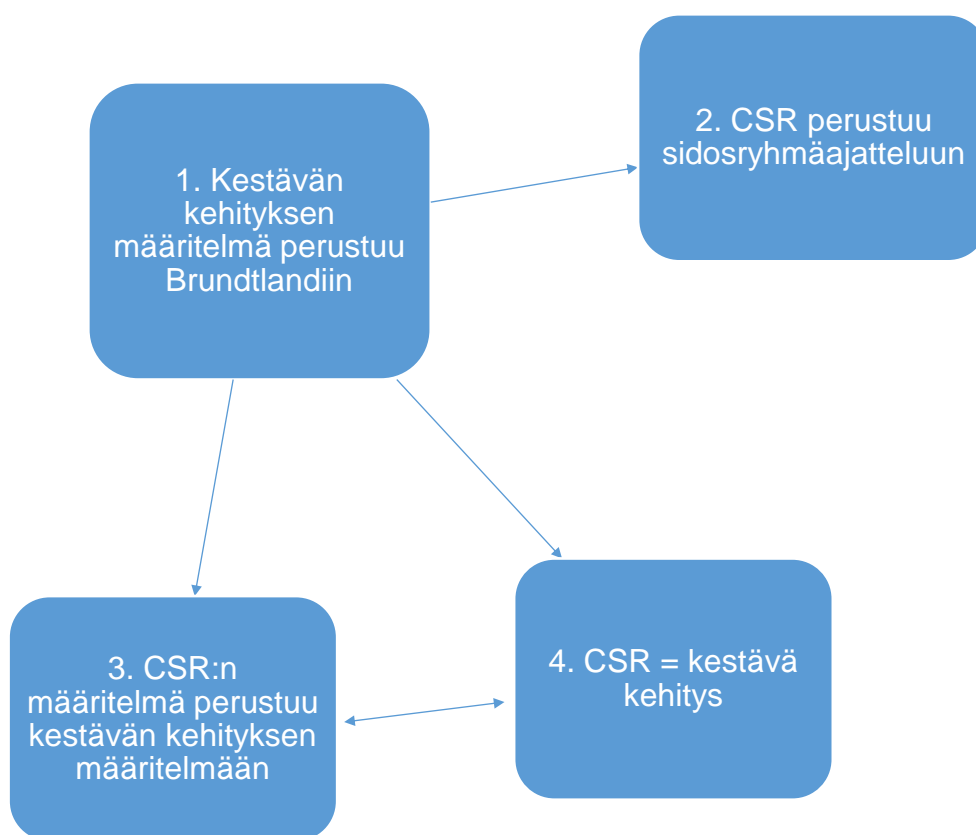 1. Kestävän
kehityksen
määritelmä perustuu
Brundtlandiin
2. CSR perustuu
sidosryhmäajatteluun
3. CSR:n
määritelmä perustuu
kestävän kehityksen
määritelmään
4. CSR = kestävä
kehitys